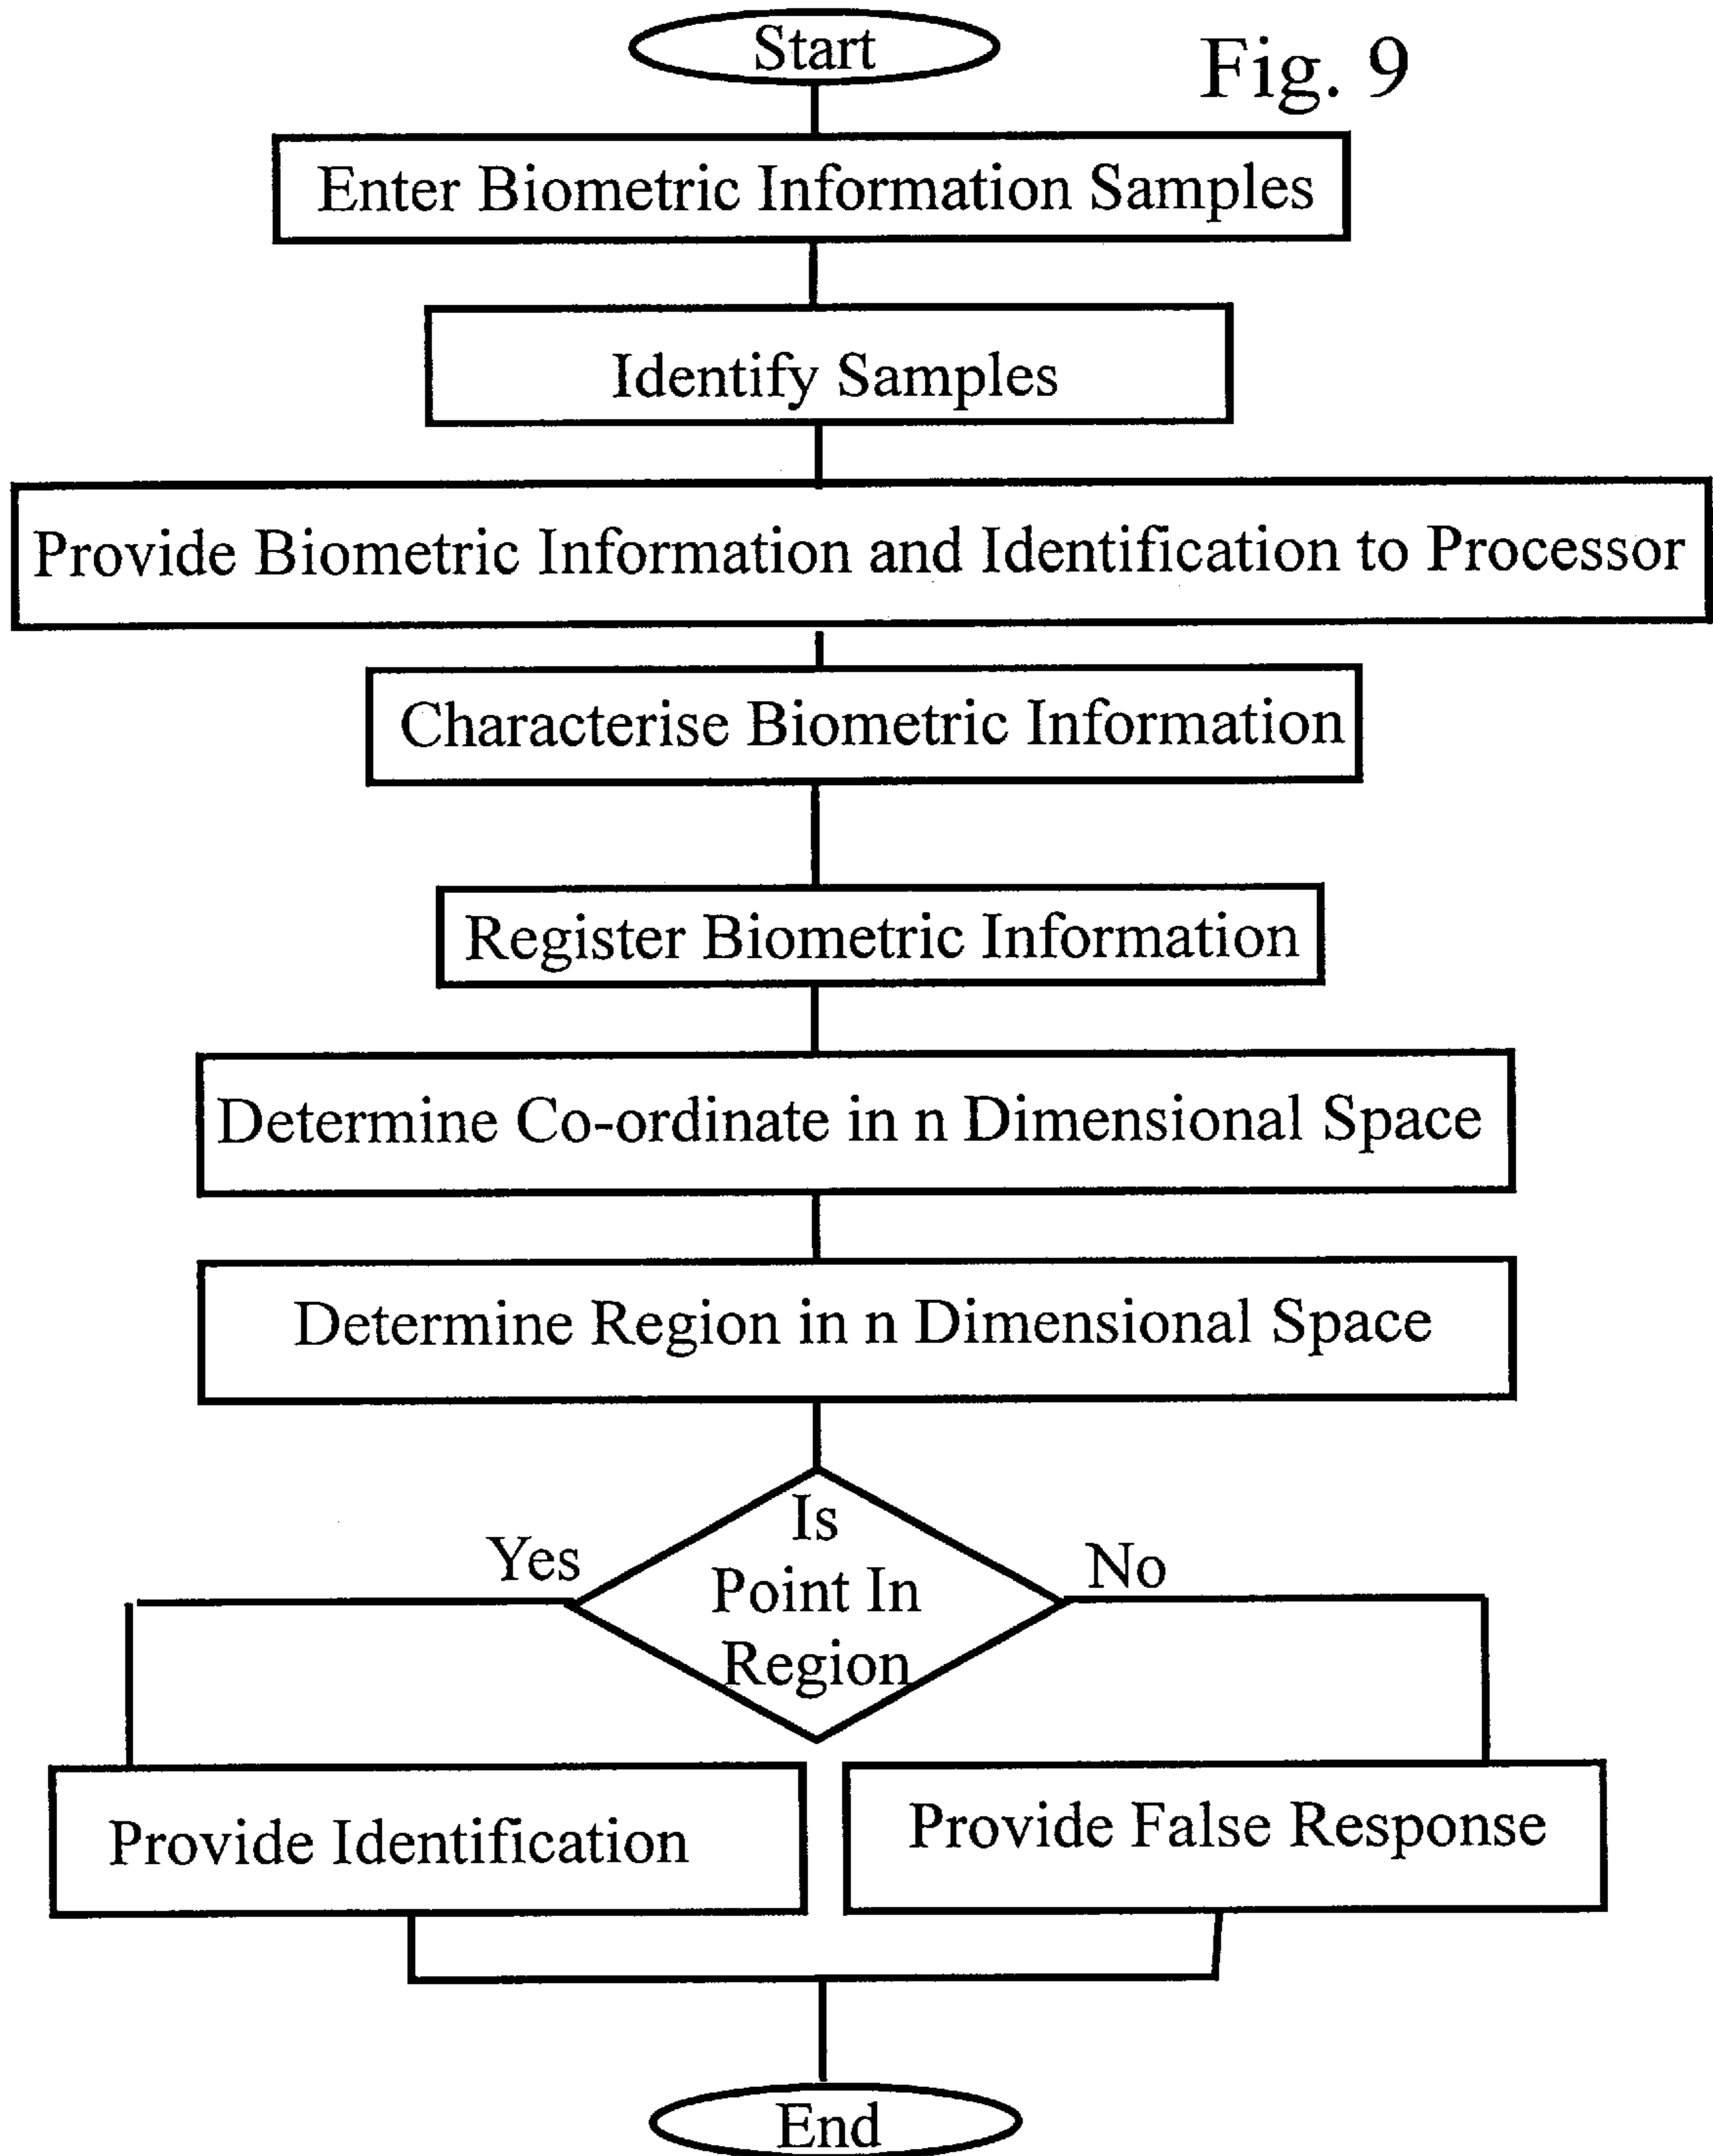 Start
Fig. 9
Enter Biometric Information Samples
Identify Samples
Provide Biometric Information and Identification to Processor
Characterise Biometric Information
Register Biometric Information
Determine Co-ordinate in n Dimensional Space
Determine Region in n Dimensional Space
Is
Point In
Region
Yes
No
Provide Identification
Provide False Response
End